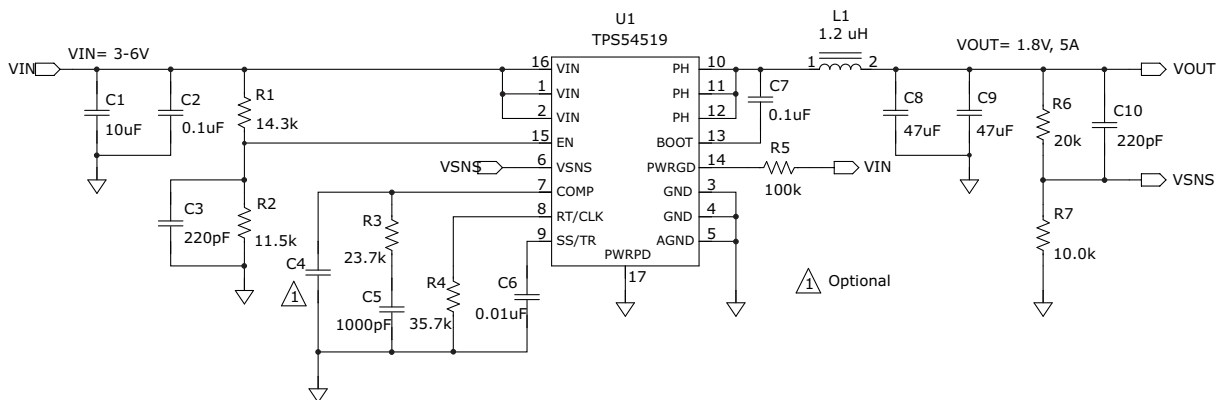 U1
TPS54519
L1
1.2 uH
VIN= 3-6V
VOUT= 1.8V, 5A
VIN
VOUT
16 VIN PH 10
1 2
1 VIN PH 11
2 VIN PH 12
15 EN BOOT 13
6 VSNS PWRGD 14
7 COMP GND 3
8 RT/CLK GND 4
9 SS/TR AGND 5
PWRPD
17
C1
10uF
C2
0.1uF
R1
14.3k
C7
0.1uF
C8
47uF
C9
47uF
R6
20k
C10
220pF
VSNS
R5
100k
VIN
VSNS
C3
220pF
R2
11.5k
R3
23.7k
R7
10.0k
C4
1
C5
1000pF
R4
35.7k
C6
0.01uF
1 Optional